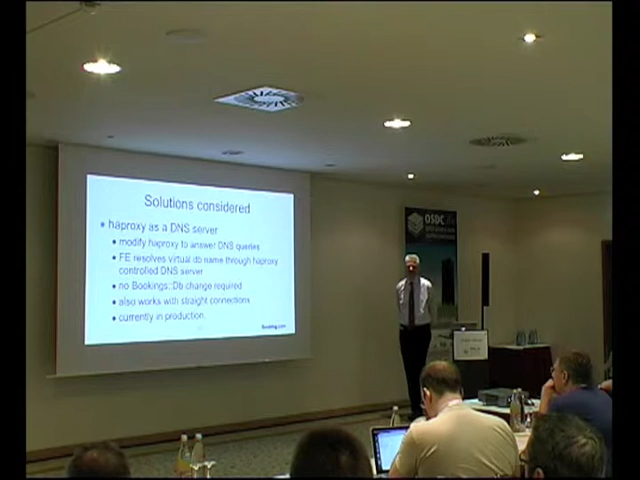 Solutions considered
haproxy as a DNS server
modify haproxy to answer DNS queries
FE resolves virtual db name through haproxy
controlled DNS server
no Bookings::Db change required
also works with straight connections
currently in production
Booking.com
OSDC